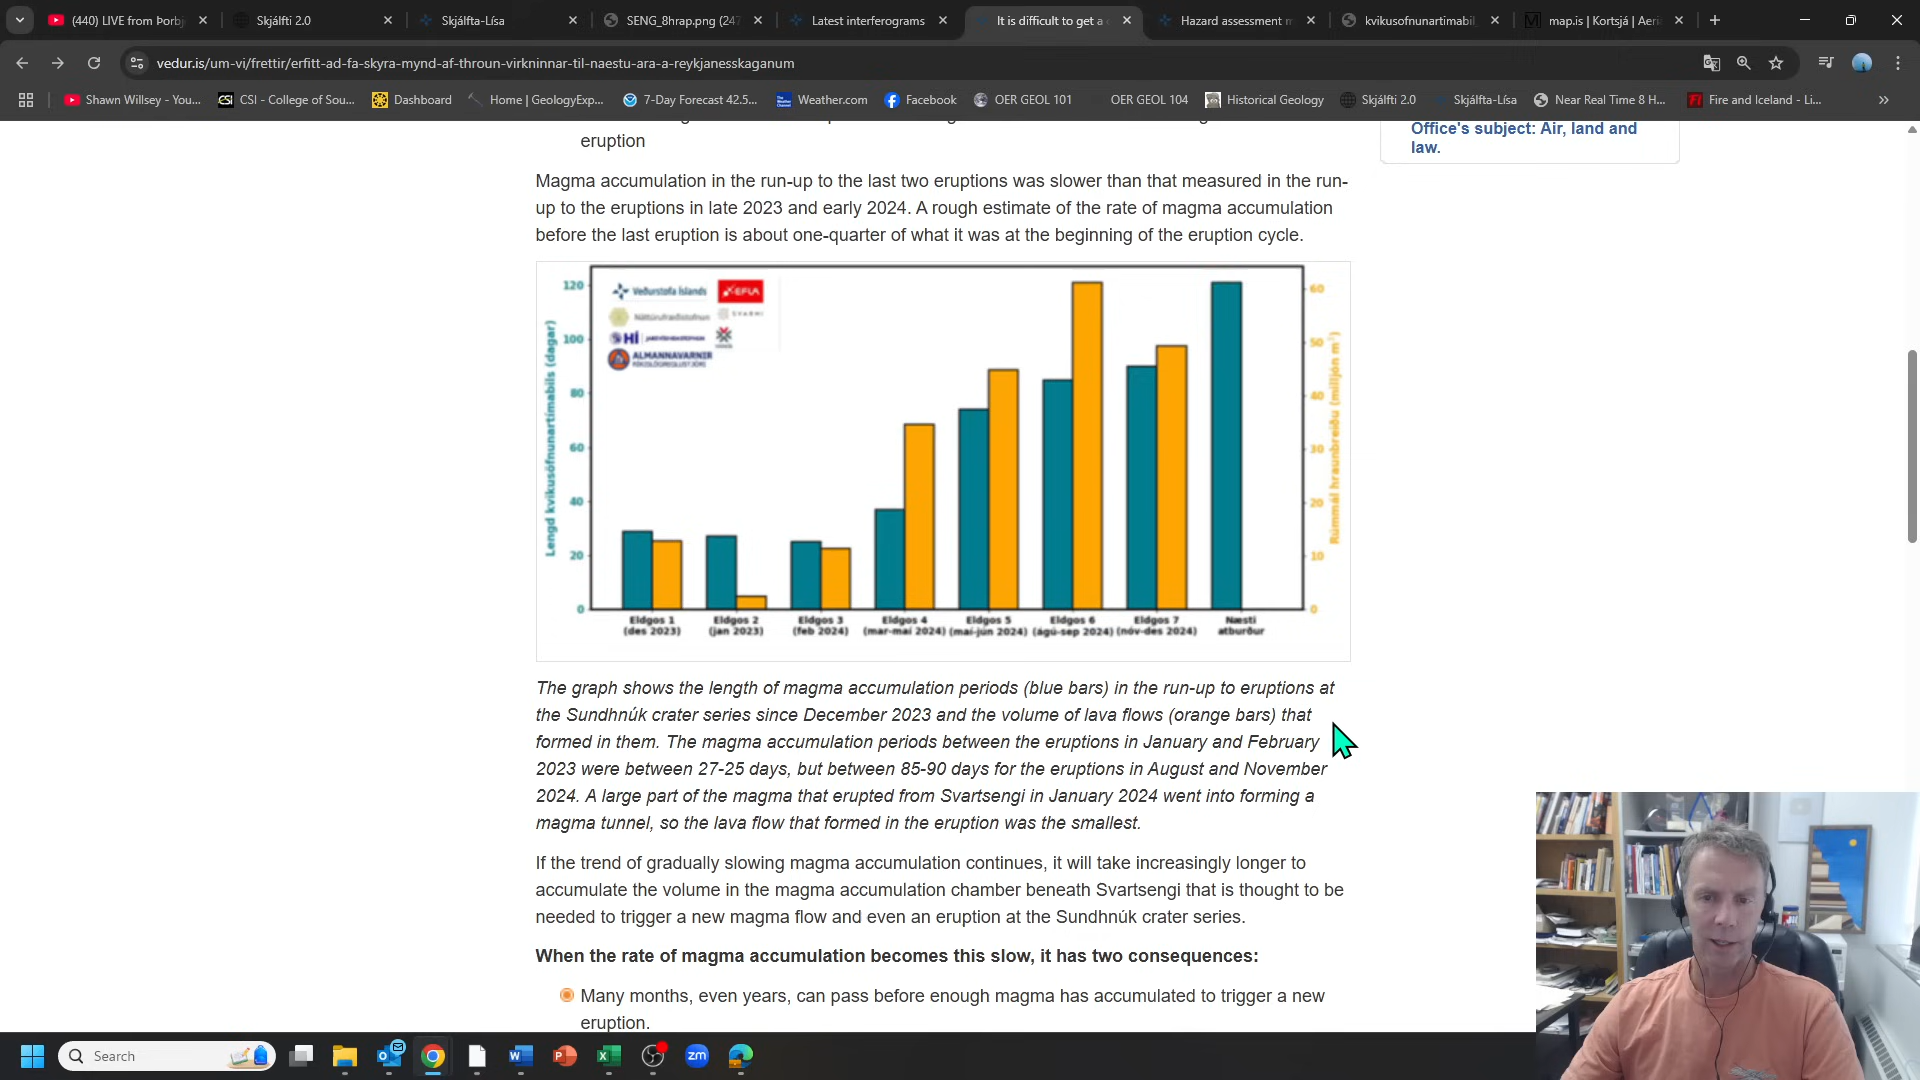 (440) LIVE from Þorbj
Skjálfti 2.0
Skjálfta-Lísa
SENG_8hrap.png (247
Latest interferograms
It is difficult to get a c
Hazard assessment m
kvikusofnunartimabil_
map.is | Kortsjá | Aeria
vedur.is/um-vi/frettir/erfitt-ad-fa-skyra-mynd-af-throun-virkninnar-til-naestu-ara-a-reykjanesskaganum
Shawn Willsey - You...
CSI - College of Sou...
Dashboard
Home | GeologyExp...
7-Day Forecast 42.5...
Weather.com
Facebook
OER GEOL 101
OER GEOL 104
Historical Geology
Skjálfti 2.0
Skjálfta-Lísa
Near Real Time 8 H...
Fire and Iceland - Li...
Office's subject: Air, land and
law.
eruption
Magma accumulation in the run-up to the last two eruptions was slower than that measured in the run-
up to the eruptions in late 2023 and early 2024. A rough estimate of the rate of magma accumulation
before the last eruption is about one-quarter of what it was at the beginning of the eruption cycle.
Veðurstofa Íslands
EFLA
Náttúrufræðistofnun
SVARMI
HÍ
ALMANNAVARNIR
Lengd kvikusöfnunartímabils (dagar)
120
100
80
60
40
20
0
60
50
40
30
20
10
0
Rúmmál hraunbreiðu (milljón m³)
Eldgos 1
(des 2023)
Eldgos 2
(jan 2023)
Eldgos 3
(feb 2024)
Eldgos 4
(mar-maí 2024)
Eldgos 5
(maí-jún 2024)
Eldgos 6
(ágú-sep 2024)
Eldgos 7
(nóv-des 2024)
Næsti
atburður
The graph shows the length of magma accumulation periods (blue bars) in the run-up to eruptions at
the Sundhnúk crater series since December 2023 and the volume of lava flows (orange bars) that
formed in them. The magma accumulation periods between the eruptions in January and February
2023 were between 27-25 days, but between 85-90 days for the eruptions in August and November
2024. A large part of the magma that erupted from Svartsengi in January 2024 went into forming a
magma tunnel, so the lava flow that formed in the eruption was the smallest.
If the trend of gradually slowing magma accumulation continues, it will take increasingly longer to
accumulate the volume in the magma accumulation chamber beneath Svartsengi that is thought to be
needed to trigger a new magma flow and even an eruption at the Sundhnúk crater series.
When the rate of magma accumulation becomes this slow, it has two consequences:
Many months, even years, can pass before enough magma has accumulated to trigger a new
eruption.
Search
zm